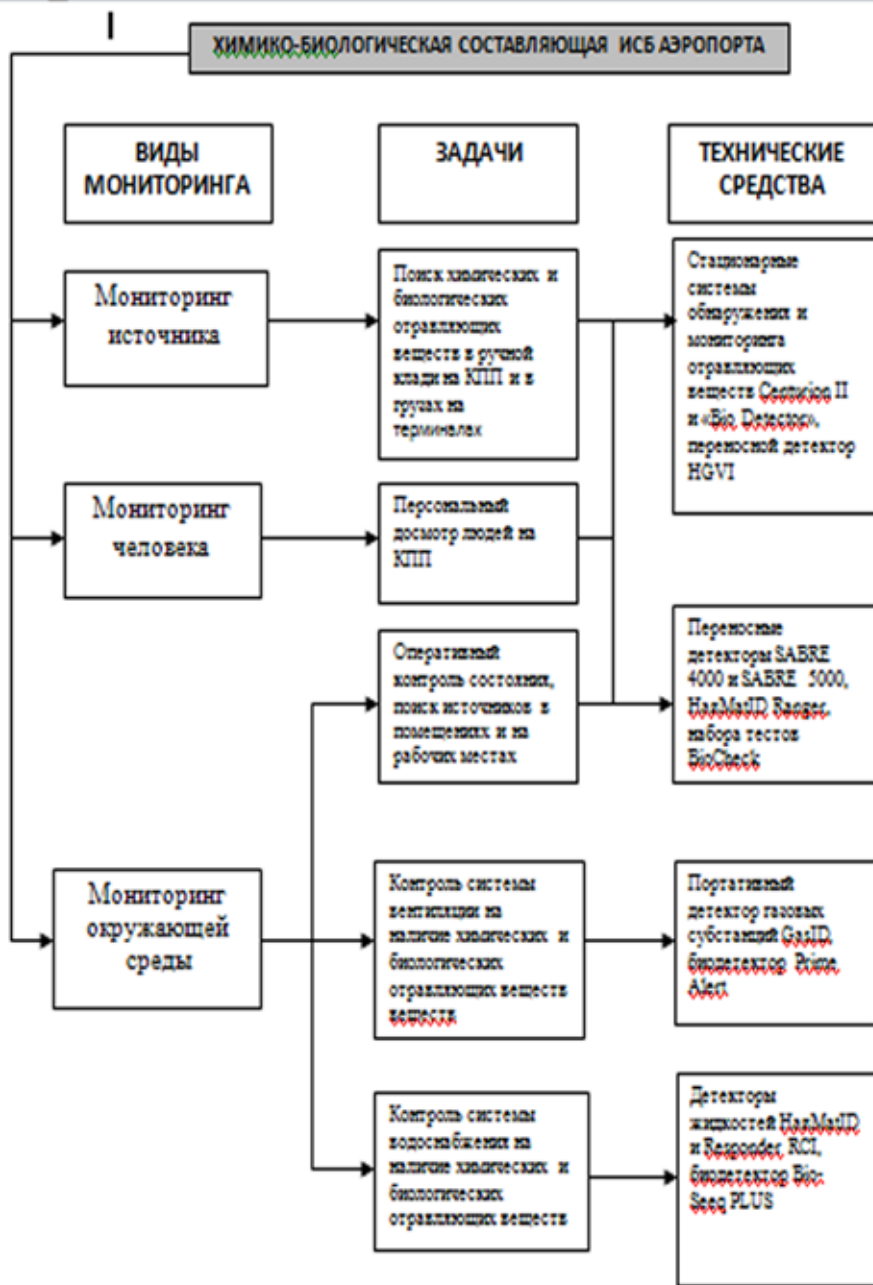 ХИМИКО-БИОЛОГИЧЕСКАЯ СОСТАВЛЯЮЩАЯ ИСБ АЭРОПОРТА
ВИДЫ
МОНИТОРИНГА
ЗАДАЧИ
ТЕХНИЧЕСКИЕ
СРЕДСТВА
Мониторинг
источника
Поиск химических и
биологических
отравляющих
веществ в ручной
клади на КПП и в
грузах на
терминалах
Стационарные
системы
обнаружения и
мониторинга
отравляющих
веществ Centurion II
и «Bio Detector»,
переносной детектор
HGVI
Мониторинг
человека
Персональный
досмотр людей на
КПП
Оперативный
контроль состояния,
поиск источников в
помещениях и на
рабочих местах
Переносные
детекторы SABRE
4000 и SABRE 5000,
HazMatID Ranger,
набора тестов
BioCheck
Мониторинг
окружающей
среды
Контроль системы
вентиляции на
наличие химических и
биологических
отравляющих веществ
веществ
Портативный
детектор газовых
субстанций GasID,
биодетектор Prime
Alert
Контроль системы
водоснабжения на
наличие химических и
биологических
отравляющих веществ
Детекторы
жидкостей HazMatID
и Responder RCI,
биодетектор Bio-
Seeq PLUS